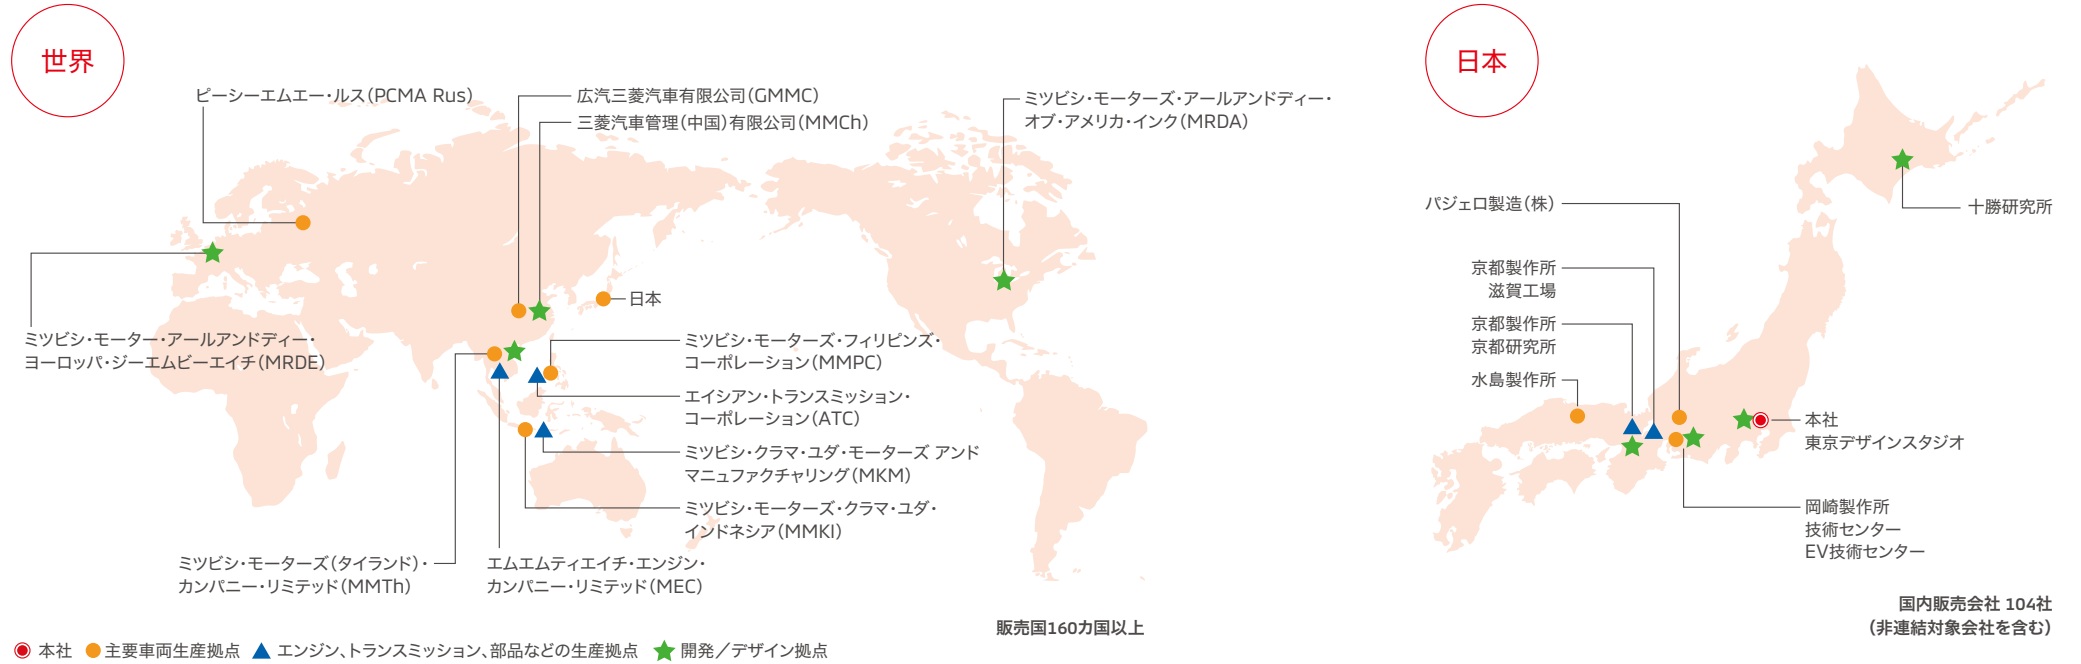 世界
ピーシーエムエー・ルス(PCMA Rus)
広汽三菱汽車有限公司(GMMC)
三菱汽車管理(中国)有限公司(MMCh)
ミツビシ・モーターズ・アールアンドディー・
オブ・アメリカ・インク(MRDA)
日本
ミツビシ・モーター・アールアンドディー・
ヨーロッパ・ジーエムビーエイチ(MRDE)
ミツビシ・モーターズ・フィリピンズ・
コーポレーション(MMPC)
エイシアン・トランスミッション・
コーポレーション(ATC)
ミツビシ・クラマ・ユダ・モーターズ アンド
マニュファクチャリング(MKM)
ミツビシ・モーターズ・クラマ・ユダ・
インドネシア(MMKI)
ミツビシ・モーターズ(タイランド)・
カンパニー・リミテッド(MMTh)
エムエムティエイチ・エンジン・
カンパニー・リミテッド(MEC)
販売国160カ国以上
本社 主要車両生産拠点 エンジン、トランスミッション、部品などの生産拠点 開発／デザイン拠点
日本
十勝研究所
パジェロ製造(株)
京都製作所
滋賀工場
京都製作所
京都研究所
水島製作所
本社
東京デザインスタジオ
岡崎製作所
技術センター
EV技術センター
国内販売会社 104社
(非連結対象会社を含む)